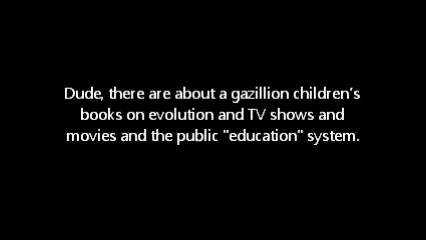 Dude, there are about a gazillion children's
books on evolution and TV shows and
movies and the public "education" system.